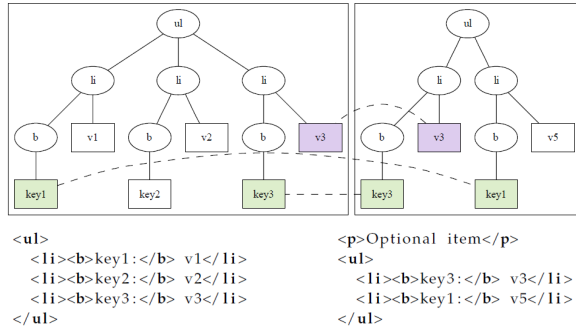 ul ul
li li li li li
b v1 b v2 b v3 b v3 b v5
key1 key2 key3 key3 key1
<ul> <p>Optional item</p>
<li><b>key1:</b> v1</li> <ul>
<li><b>key2:</b> v2</li> <li><b>key3:</b> v3</li>
<li><b>key3:</b> v3</li> <li><b>key1:</b> v5</li>
</ul> </ul>